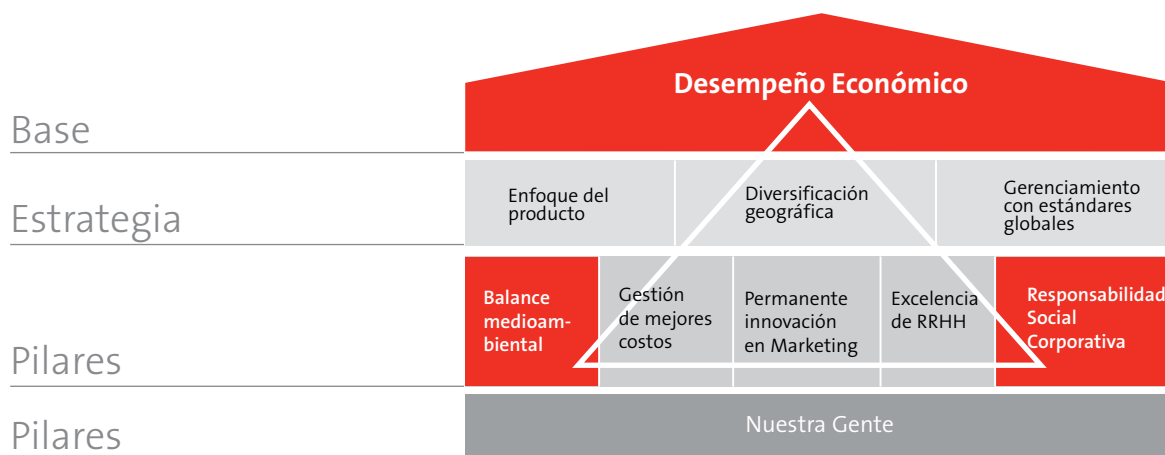 Desempeño Económico
Base
Estrategia
Enfoque del
producto
Diversificación
geográfica
Gerenciamiento
con estándares
globales
Pilares
Balance
medioam-
biental
Gestión
de mejores
costos
Permanente
innovación
en Marketing
Excelencia
de RRHH
Responsabilidad
Social
Corporativa
Pilares
Nuestra Gente